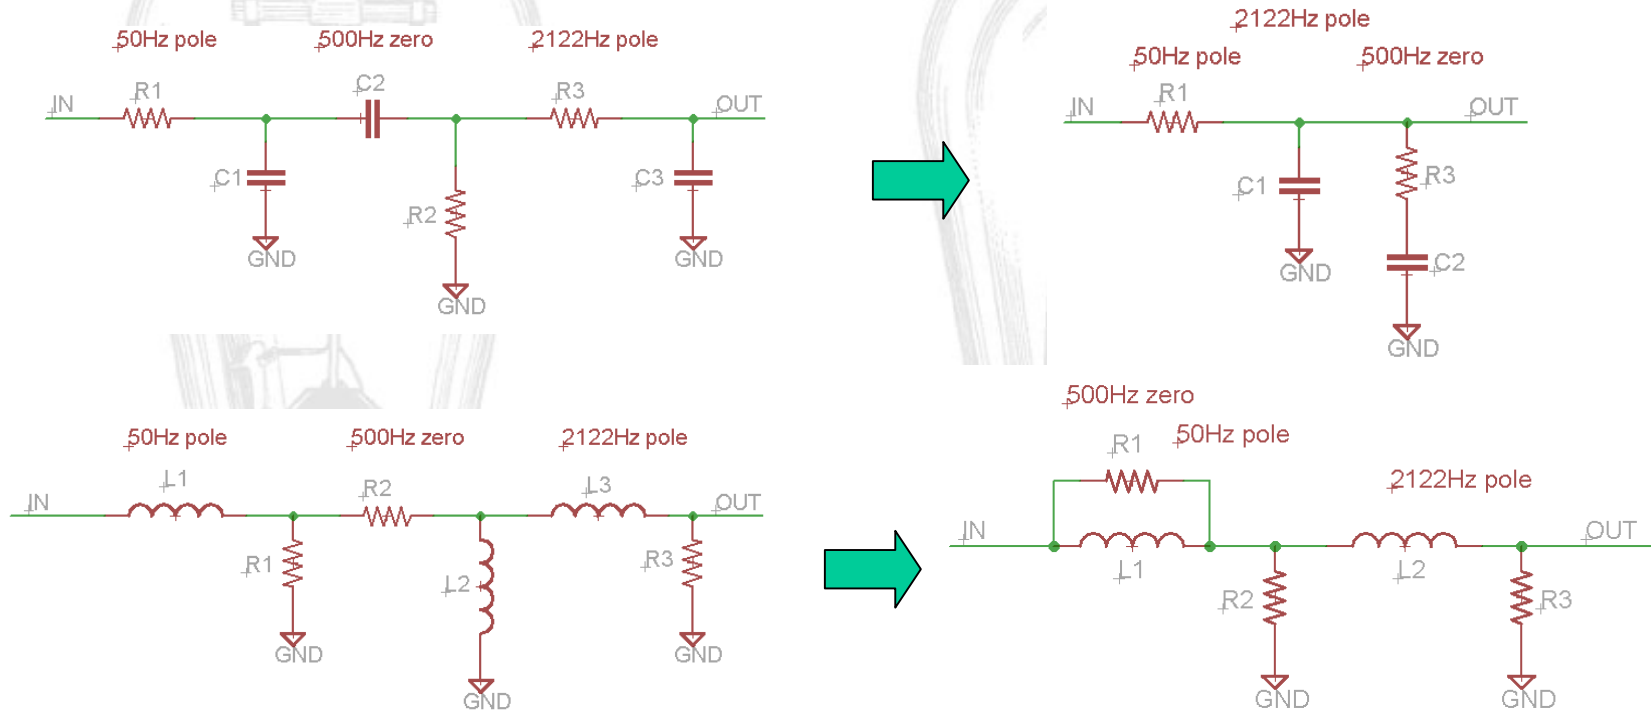 50Hz pole
500Hz zero
2122Hz pole
IN
R1
C2
R3
OUT
C1
R2
C3
GND
GND
GND
2122Hz pole
50Hz pole
500Hz zero
IN
R1
OUT
C1
R3
C2
GND
GND
50Hz pole
500Hz zero
2122Hz pole
IN
L1
R2
L3
OUT
R1
L2
R3
GND
GND
GND
500Hz zero
50Hz pole
R1
2122Hz pole
IN
OUT
L1
L2
R2
R3
GND
GND